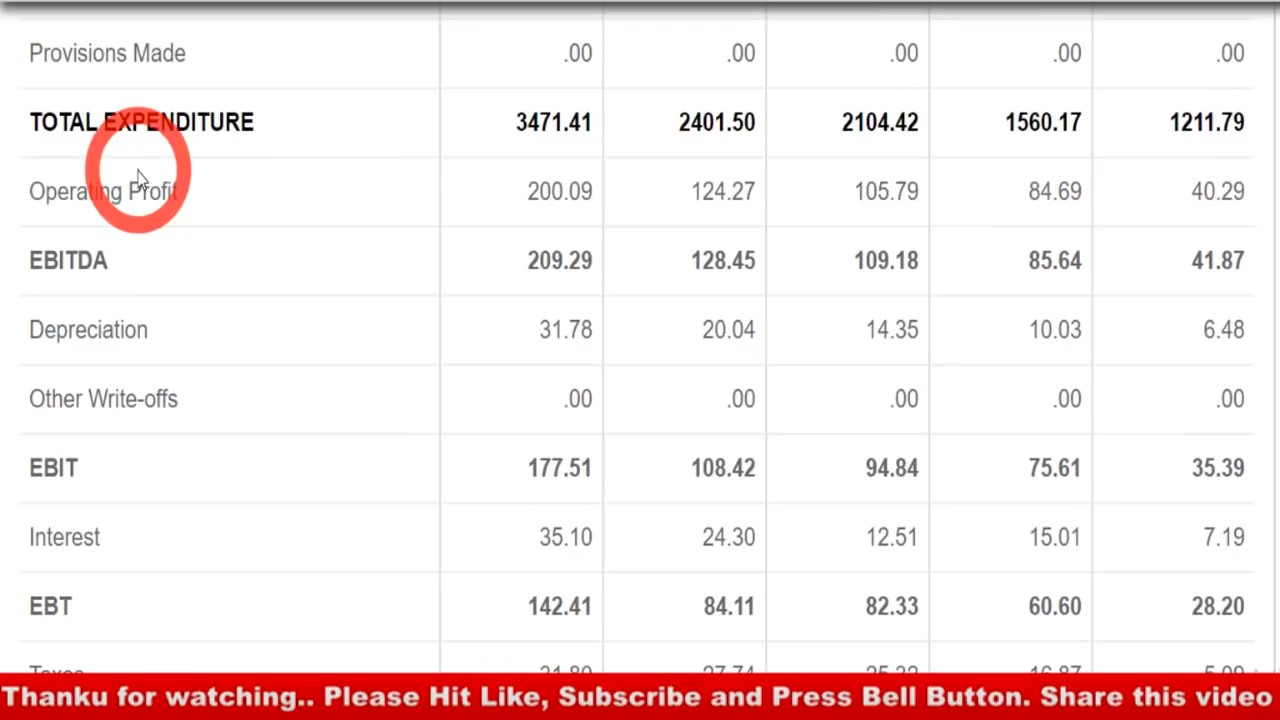 Provisions Made .00 .00 .00 .00 .00
TOTAL EXPENDITURE 3471.41 2401.50 2104.42 1560.17 1211.79
Operating Profit 200.09 124.27 105.79 84.69 40.29
EBITDA 209.29 128.45 109.18 85.64 41.87
Depreciation 31.78 20.04 14.35 10.03 6.48
Other Write-offs .00 .00 .00 .00 .00
EBIT 177.51 108.42 94.84 75.61 35.39
Interest 35.10 24.30 12.51 15.01 7.19
EBT 142.41 84.11 82.33 60.60 28.20
Taxes
Thanku for watching.. Please Hit Like, Subscribe and Press Bell Button. Share this video